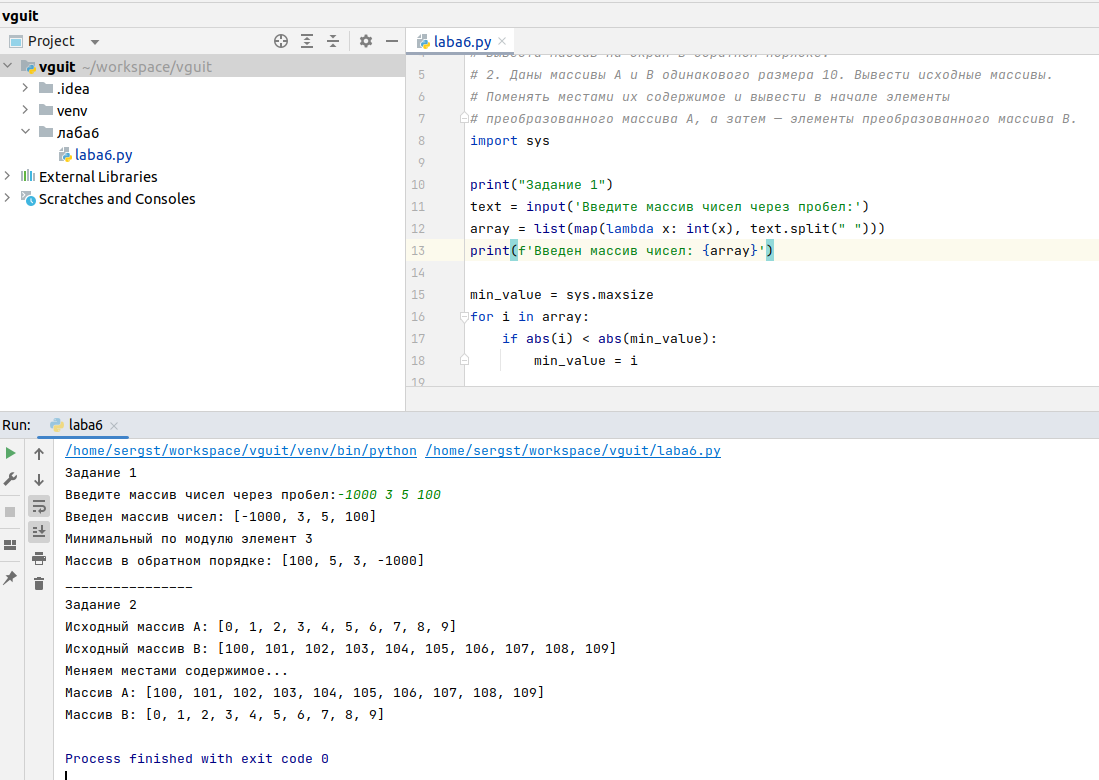 vguit
Project
laba6.py
vguit ~/workspace/vguit
.idea
venv
лаба6
laba6.py
External Libraries
Scratches and Consoles
5 # 2. Даны массивы А и В одинакового размера 10. Вывести исходные массивы.
6 # Поменять местами их содержимое и вывести в начале элементы
7 # преобразованного массива А, а затем — элементы преобразованного массива В.
8 import sys
9
10 print("Задание 1")
11 text = input('Введите массив чисел через пробел:')
12 array = list(map(lambda x: int(x), text.split(" ")))
13 print(f'Введен массив чисел: {array}')
14
15 min_value = sys.maxsize
16 for i in array:
17 if abs(i) < abs(min_value):
18 min_value = i
19
Run: laba6
/home/sergst/workspace/vguit/venv/bin/python /home/sergst/workspace/vguit/laba6.py
Задание 1
Введите массив чисел через пробел:-1000 3 5 100
Введен массив чисел: [-1000, 3, 5, 100]
Минимальный по модулю элемент 3
Массив в обратном порядке: [100, 5, 3, -1000]
________________
Задание 2
Исходный массив А: [0, 1, 2, 3, 4, 5, 6, 7, 8, 9]
Исходный массив В: [100, 101, 102, 103, 104, 105, 106, 107, 108, 109]
Меняем местами содержимое...
Массив А: [100, 101, 102, 103, 104, 105, 106, 107, 108, 109]
Массив В: [0, 1, 2, 3, 4, 5, 6, 7, 8, 9]
Process finished with exit code 0